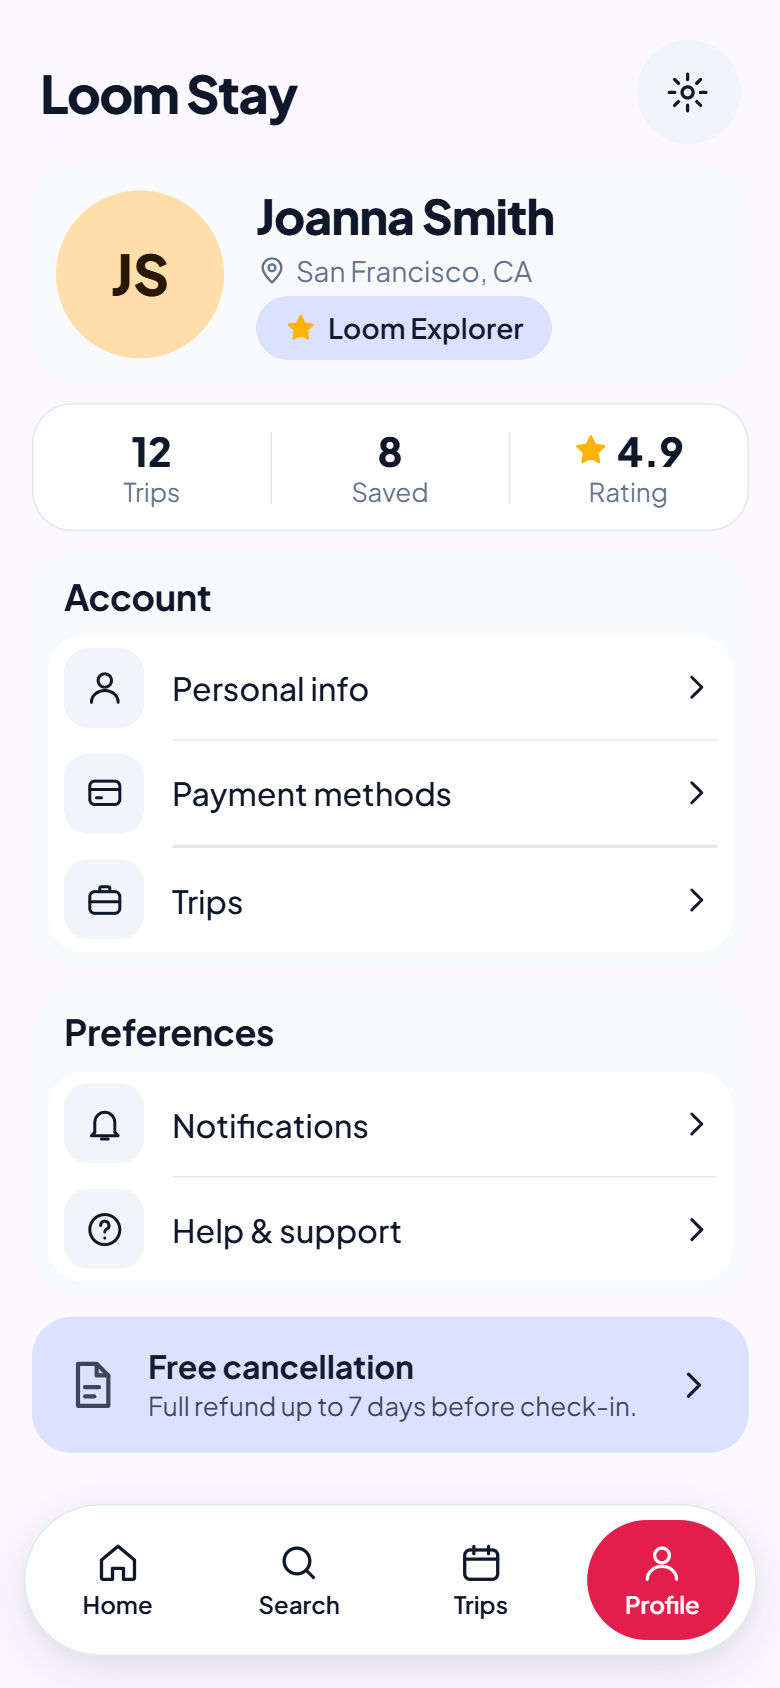 Loom Stay
JS
Joanna Smith
San Francisco, CA
Loom Explorer
12
Trips
8
Saved
4.9
Rating
Account
Personal info
Payment methods
Trips
Preferences
Notifications
Help & support
Free cancellation
Full refund up to 7 days before check-in.
Home
Search
Trips
Profile